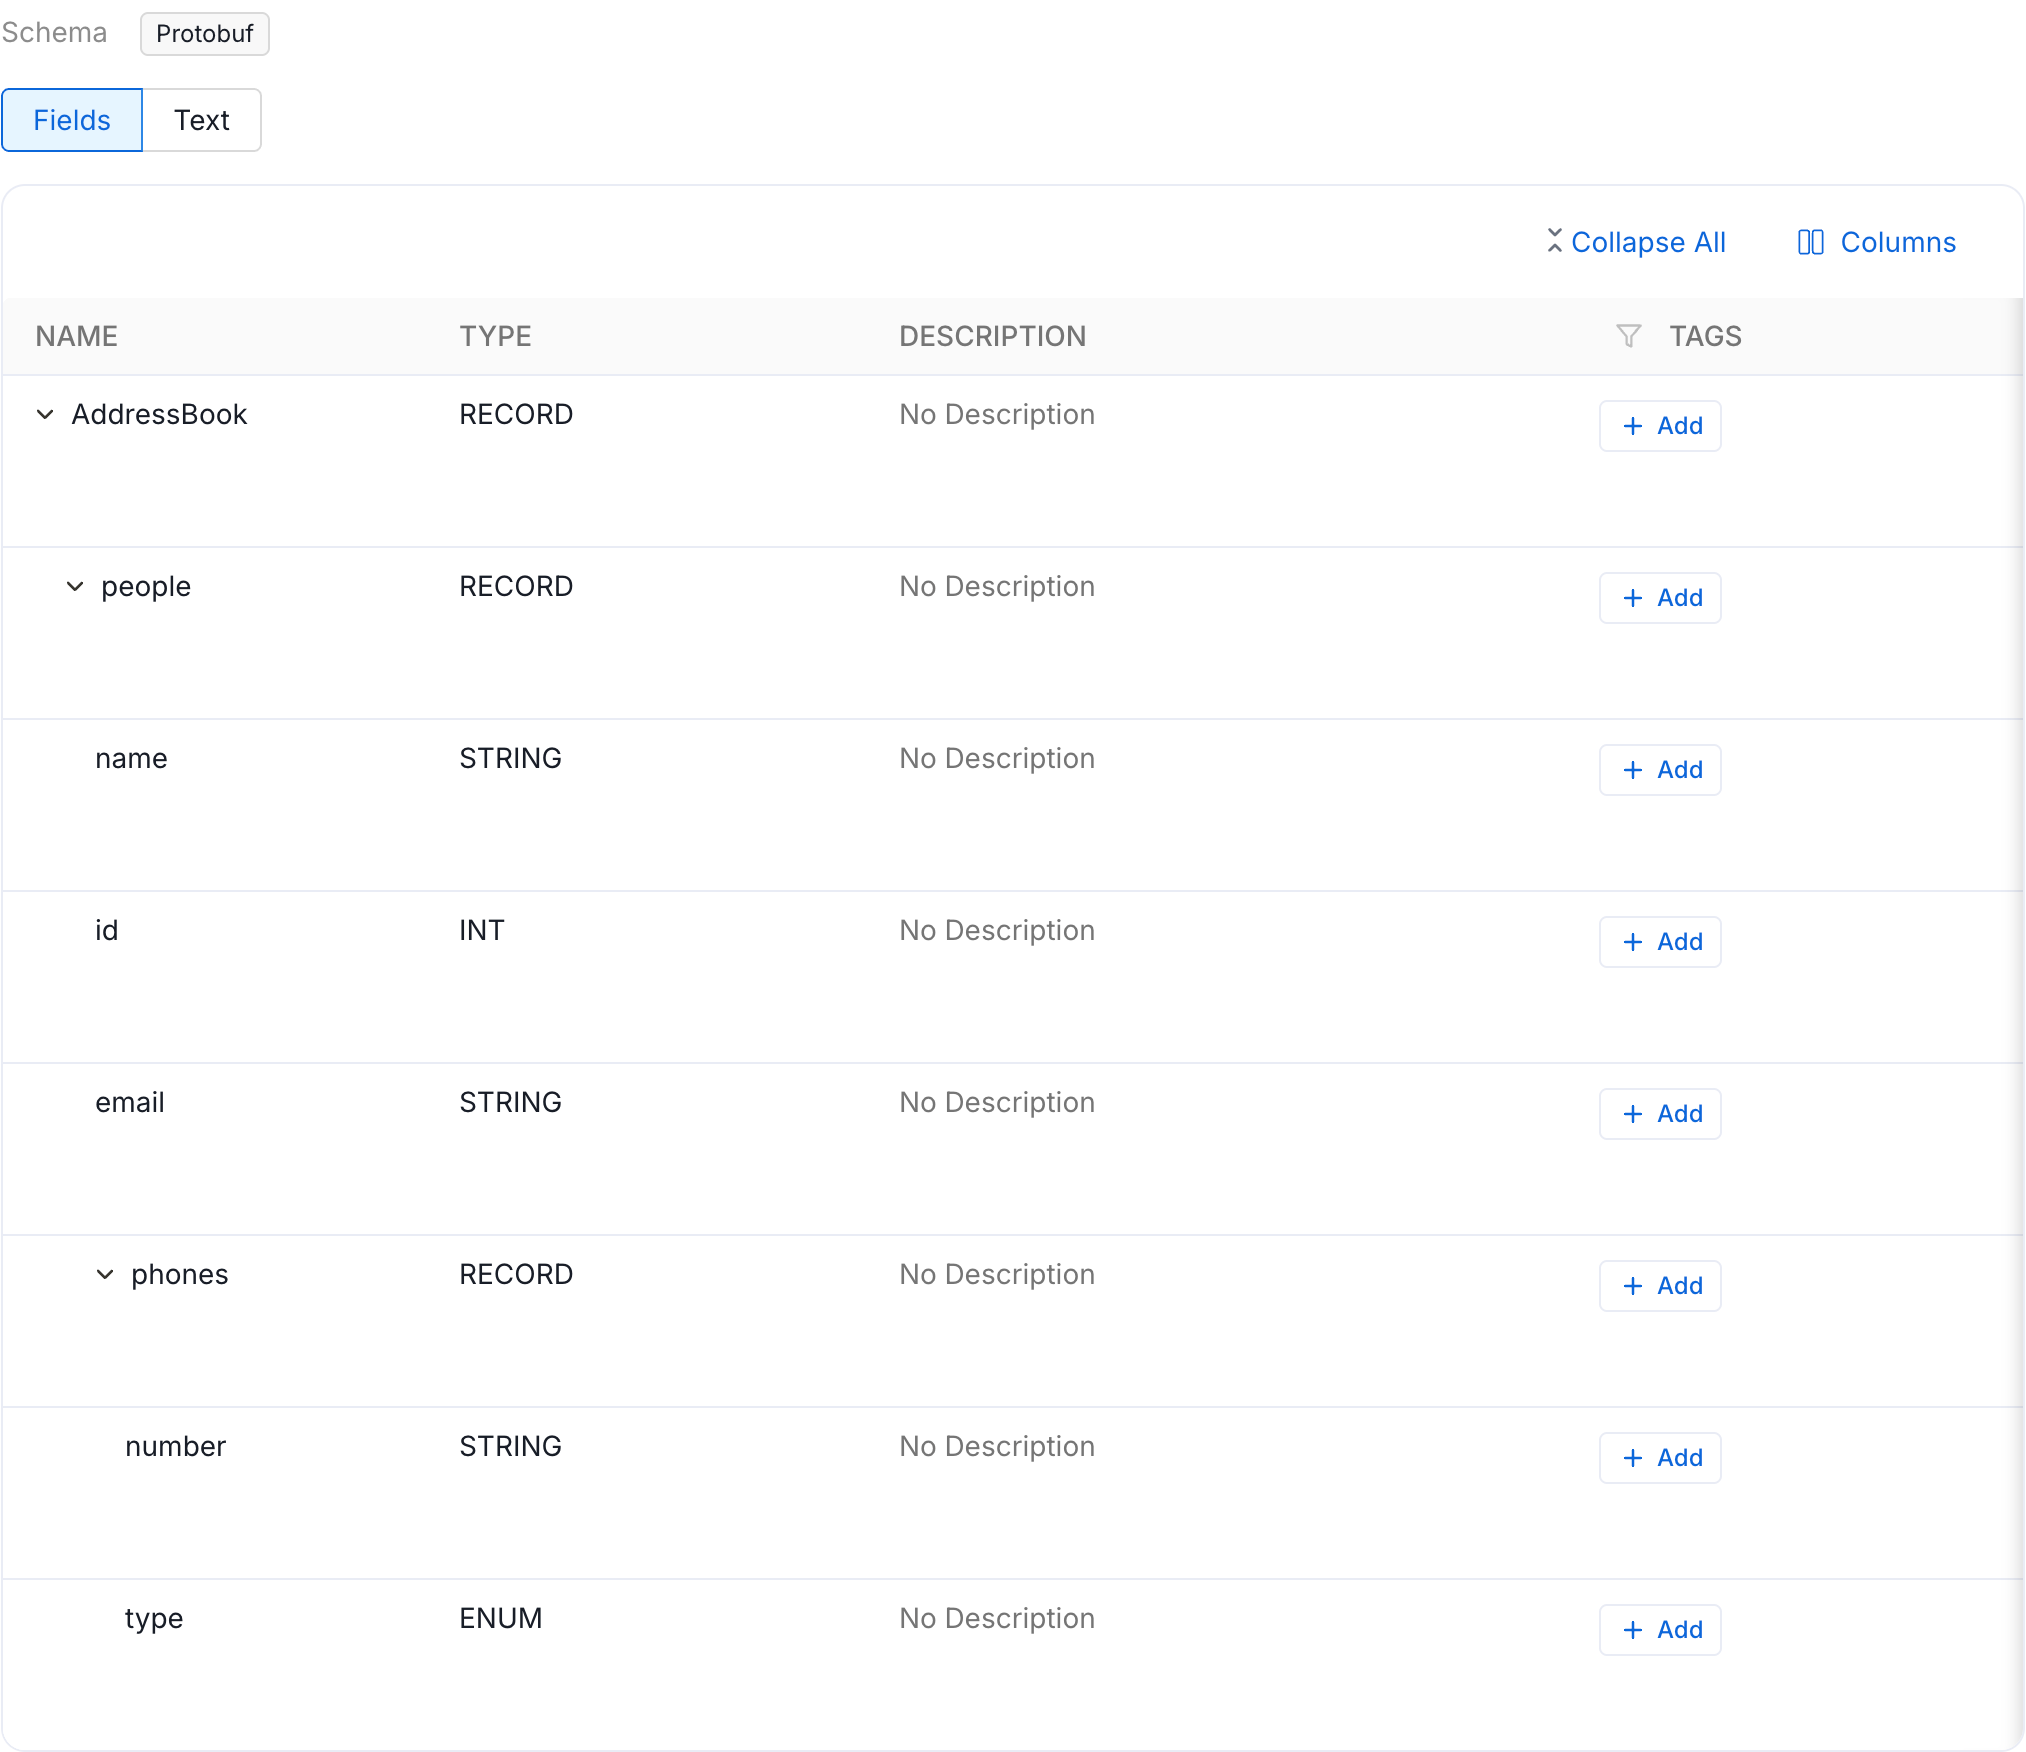 Schema Protobuf
Fields Text
Collapse All Columns
NAME TYPE DESCRIPTION TAGS
AddressBook RECORD No Description + Add
people RECORD No Description + Add
name STRING No Description + Add
id INT No Description + Add
email STRING No Description + Add
phones RECORD No Description + Add
number STRING No Description + Add
type ENUM No Description + Add